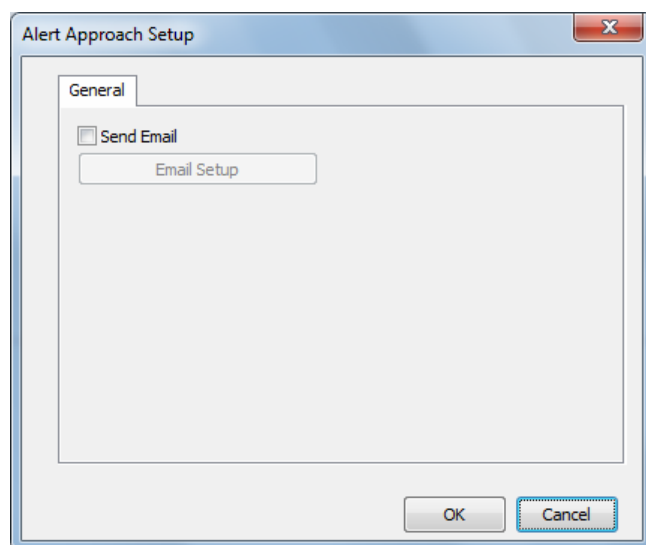 Alert Approach Setup
General
Send Email
Email Setup
OK Cancel